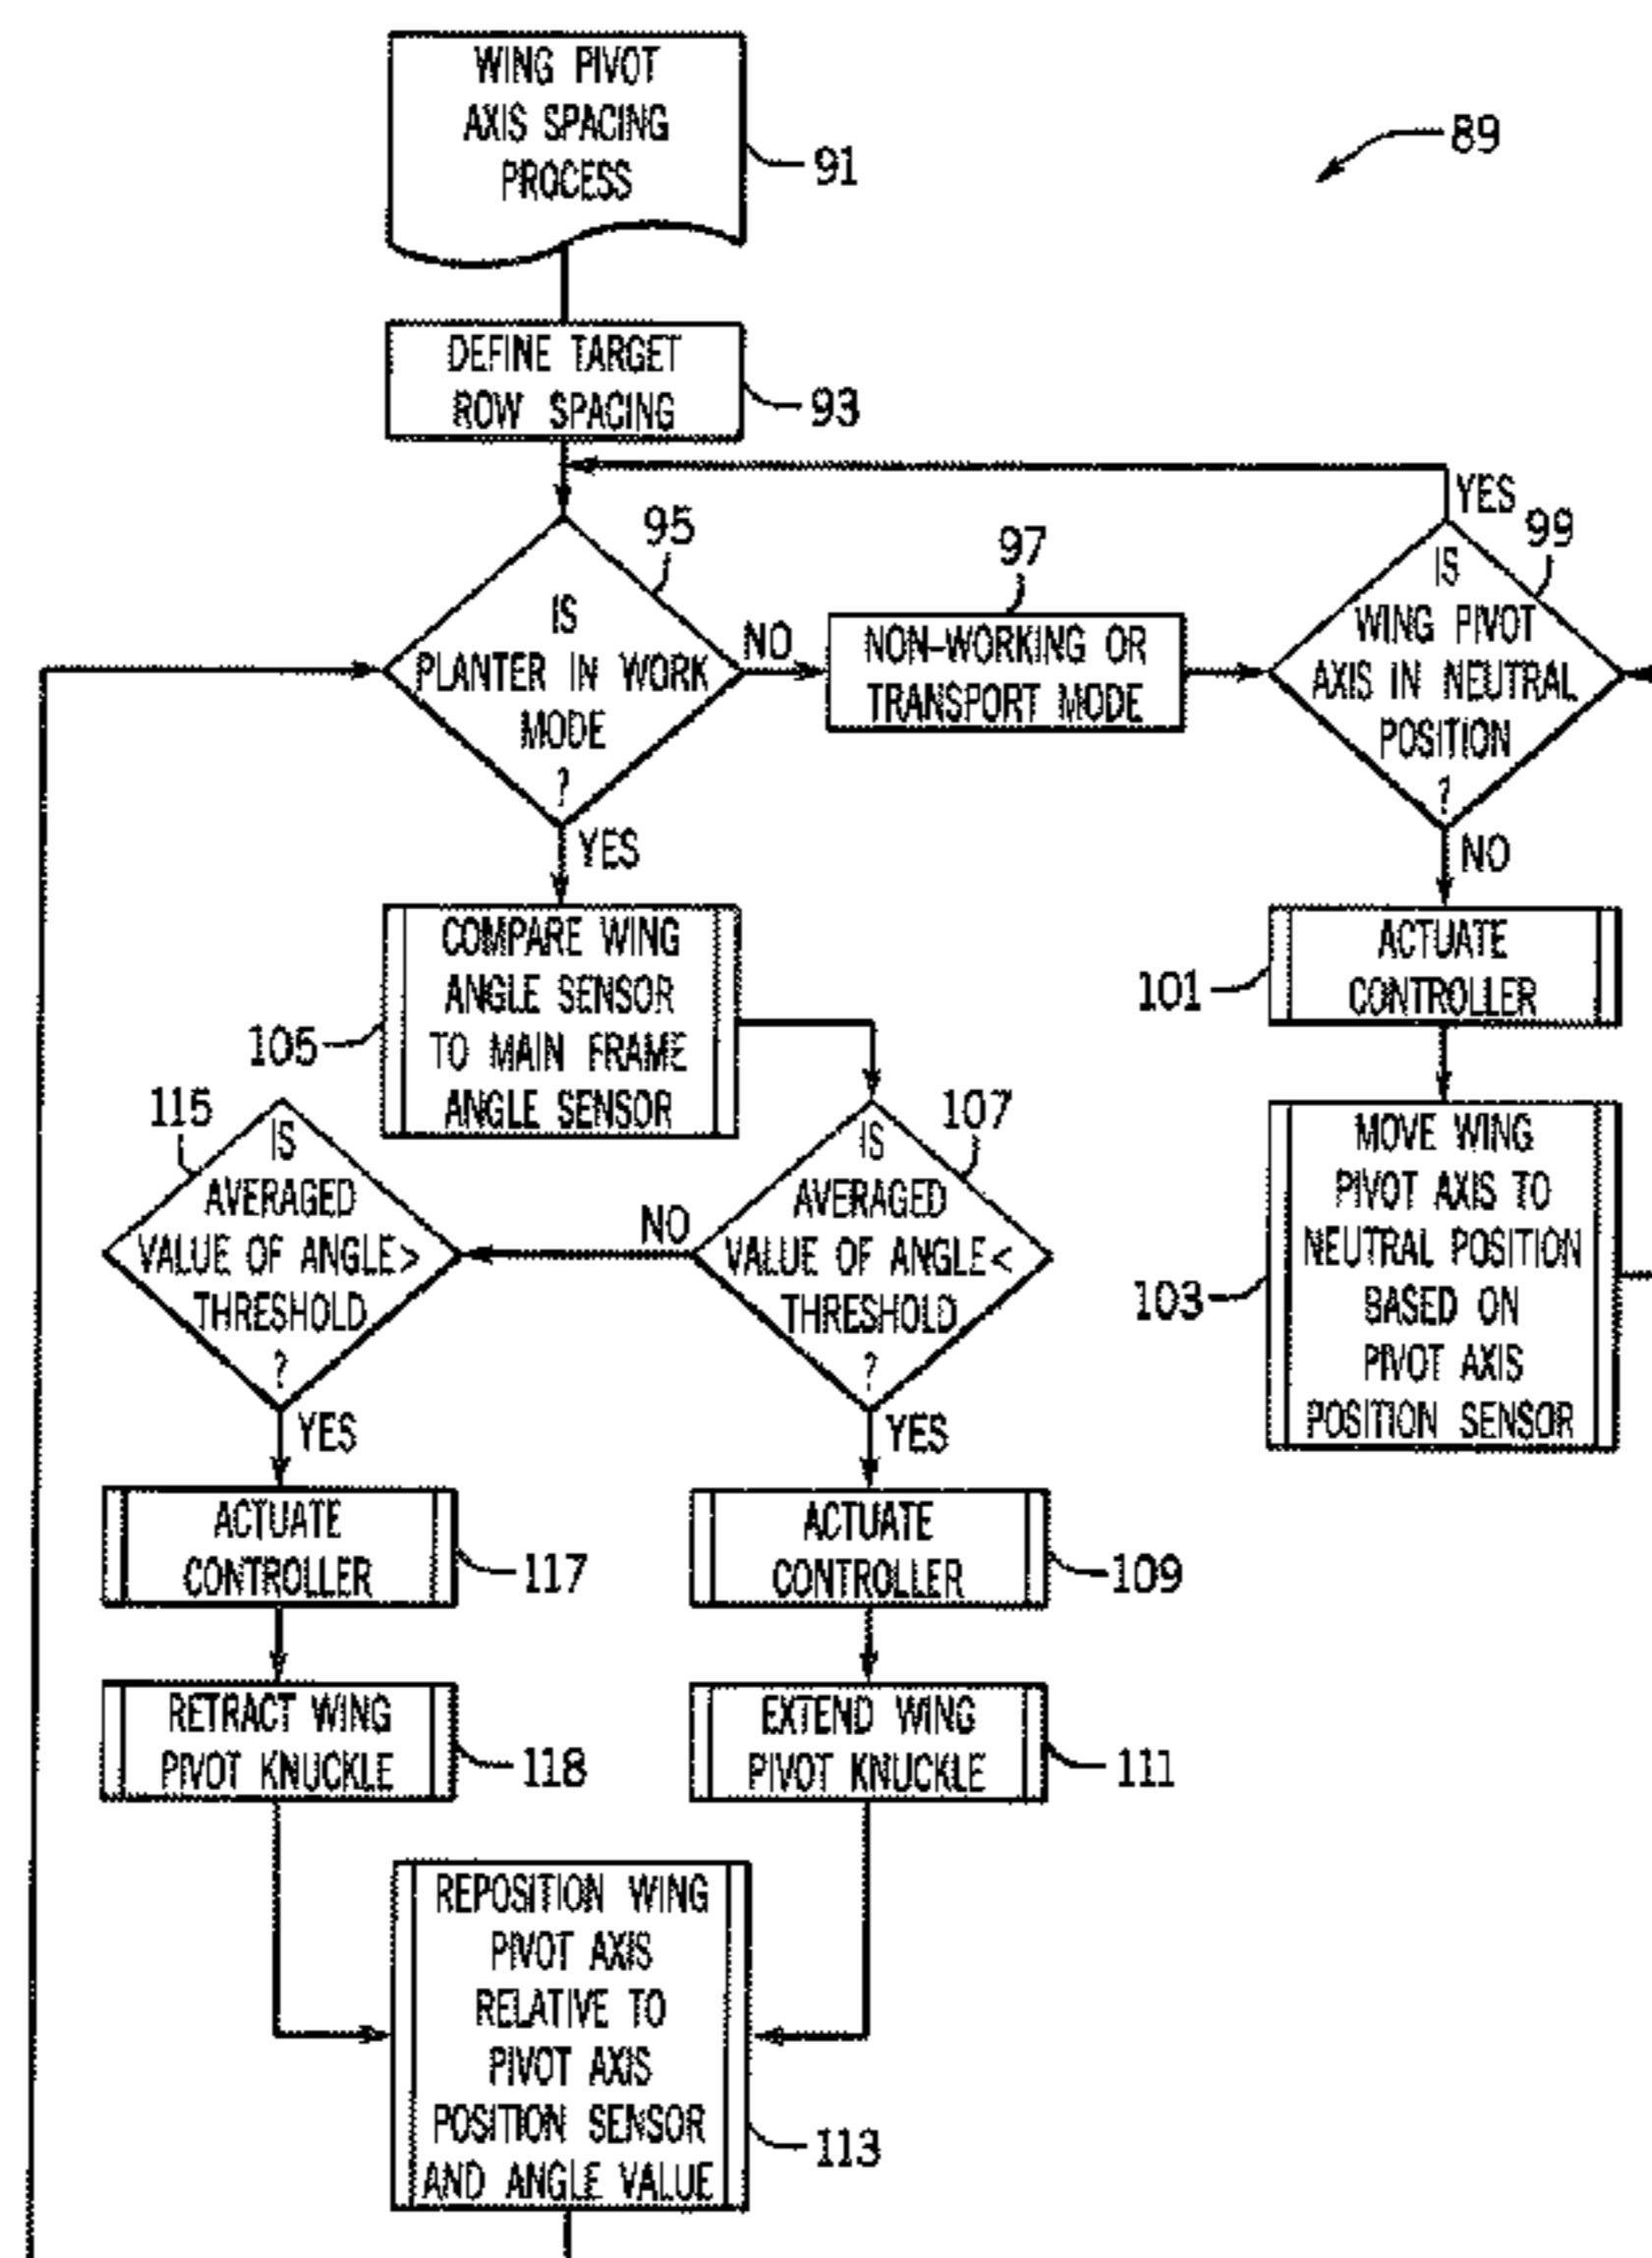 WING PIVOT
AXIS SPACING
PROCESS
91
89
DEFINE TARGET
ROW SPACING
93
95
IS
PLANTER IN WORK
MODE
?
NO
YES
97
NON-WORKING OR
TRANSPORT MODE
YES
99
IS
WING PIVOT
AXIS IN NEUTRAL
POSITION
?
NO
COMPARE WING
ANGLE SENSOR
TO MAIN FRAME
ANGLE SENSOR
105
ACTUATE
CONTROLLER
101
MOVE WING
PIVOT AXIS TO
NEUTRAL POSITION
BASED ON
PIVOT AXIS
POSITION SENSOR
103
115
IS
AVERAGED
VALUE OF ANGLE>
THRESHOLD
?
YES
NO
107
IS
AVERAGED
VALUE OF ANGLE<
THRESHOLD
?
YES
ACTUATE
CONTROLLER
117
ACTUATE
CONTROLLER
109
RETRACT WING
PIVOT KNUCKLE
118
EXTEND WING
PIVOT KNUCKLE
111
REPOSITION WING
PIVOT AXIS
RELATIVE TO
PIVOT AXIS
POSITION SENSOR
AND ANGLE VALUE
113